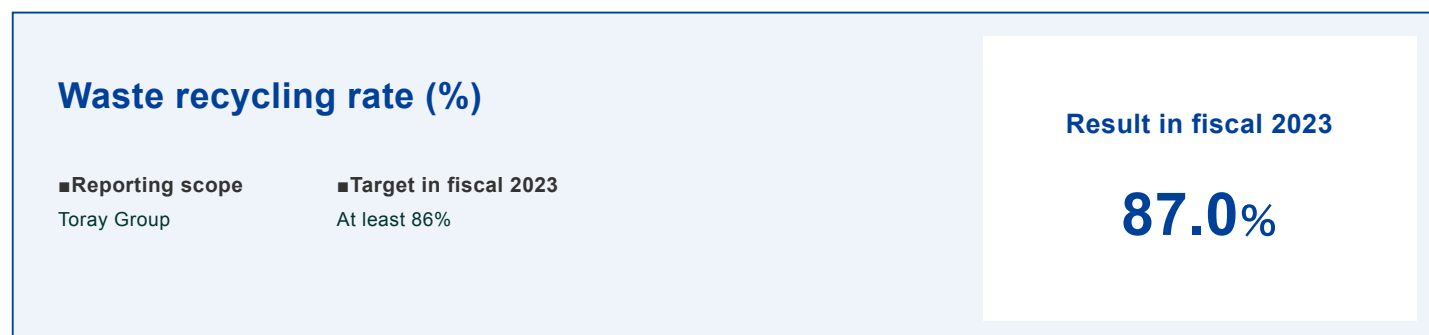 Waste recycling rate (%)
■Reporting scope
Toray Group
■Target in fiscal 2023
At least 86%
Result in fiscal 2023
87.0%